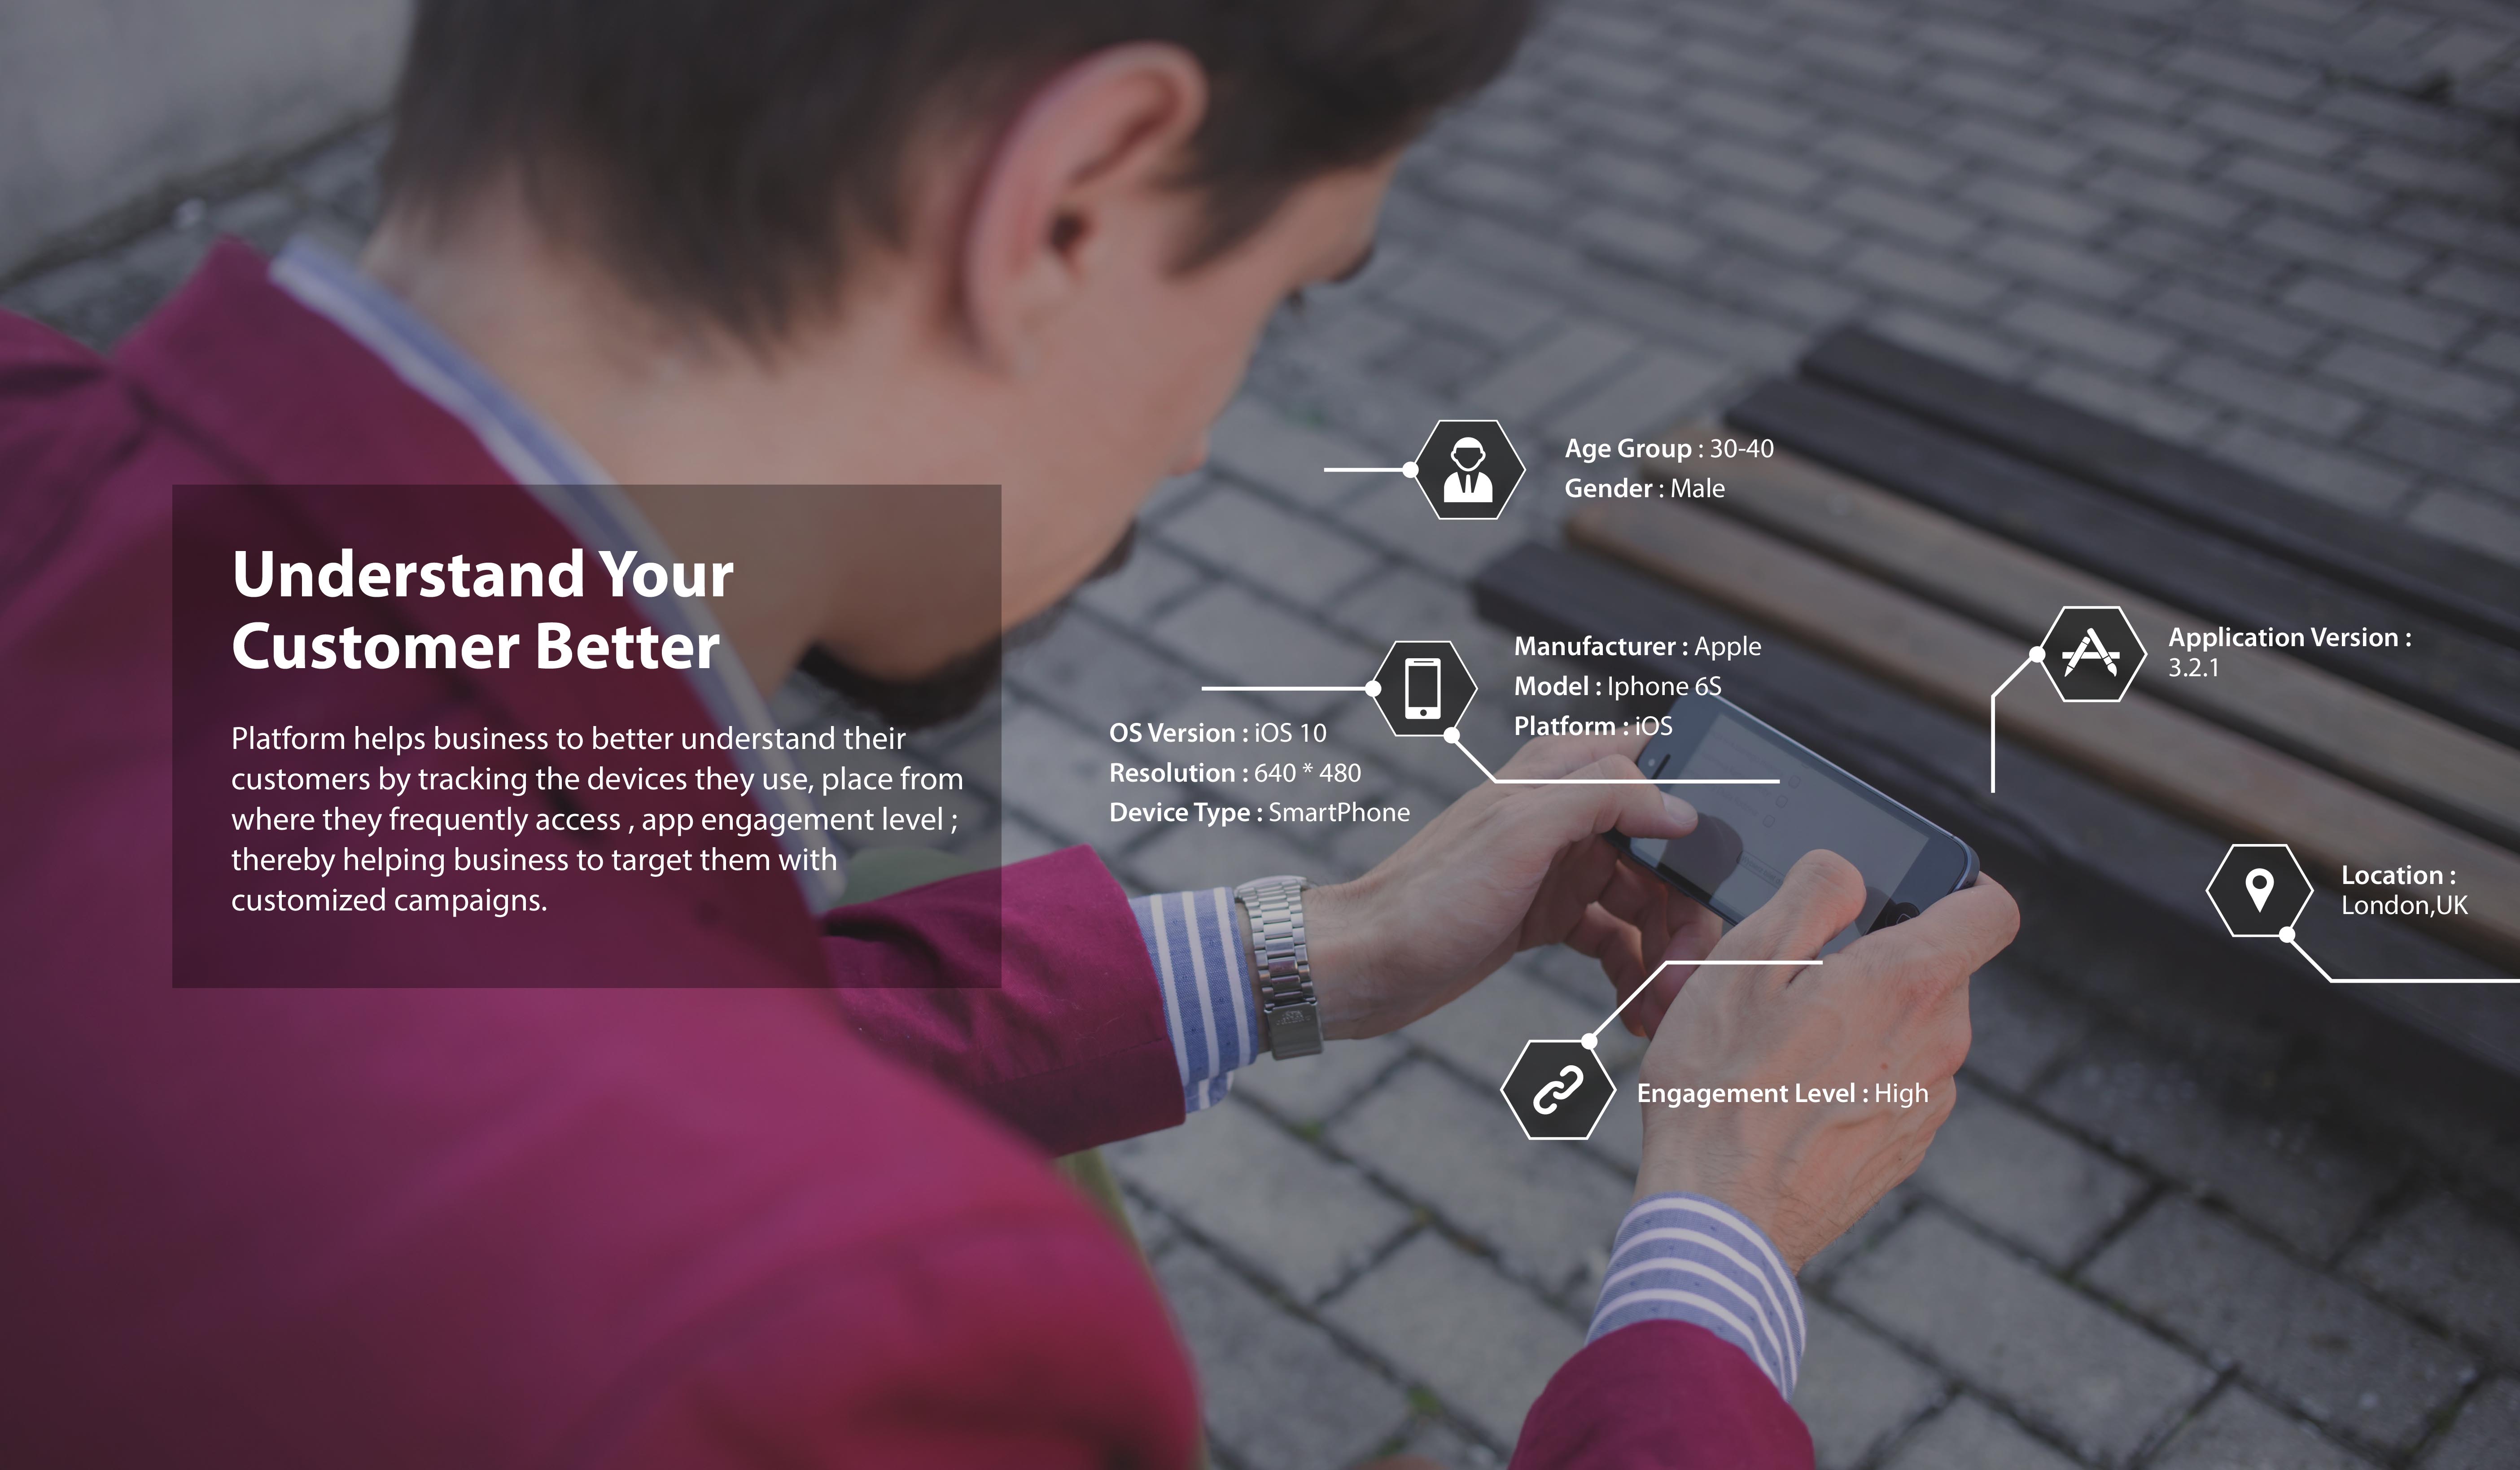 Understand Your
Customer Better
Platform helps business to better understand their
customers by tracking the devices they use, place from
where they frequently access , app engagement level ;
thereby helping business to target them with
customized campaigns.
Age Group : 30-40
Gender : Male
Manufacturer : Apple
Model : Iphone 6S
Platform : iOS
OS Version : iOS 10
Resolution : 640 * 480
Device Type : SmartPhone
Application Version :
3.2.1
Location :
London,UK
Engagement Level : High